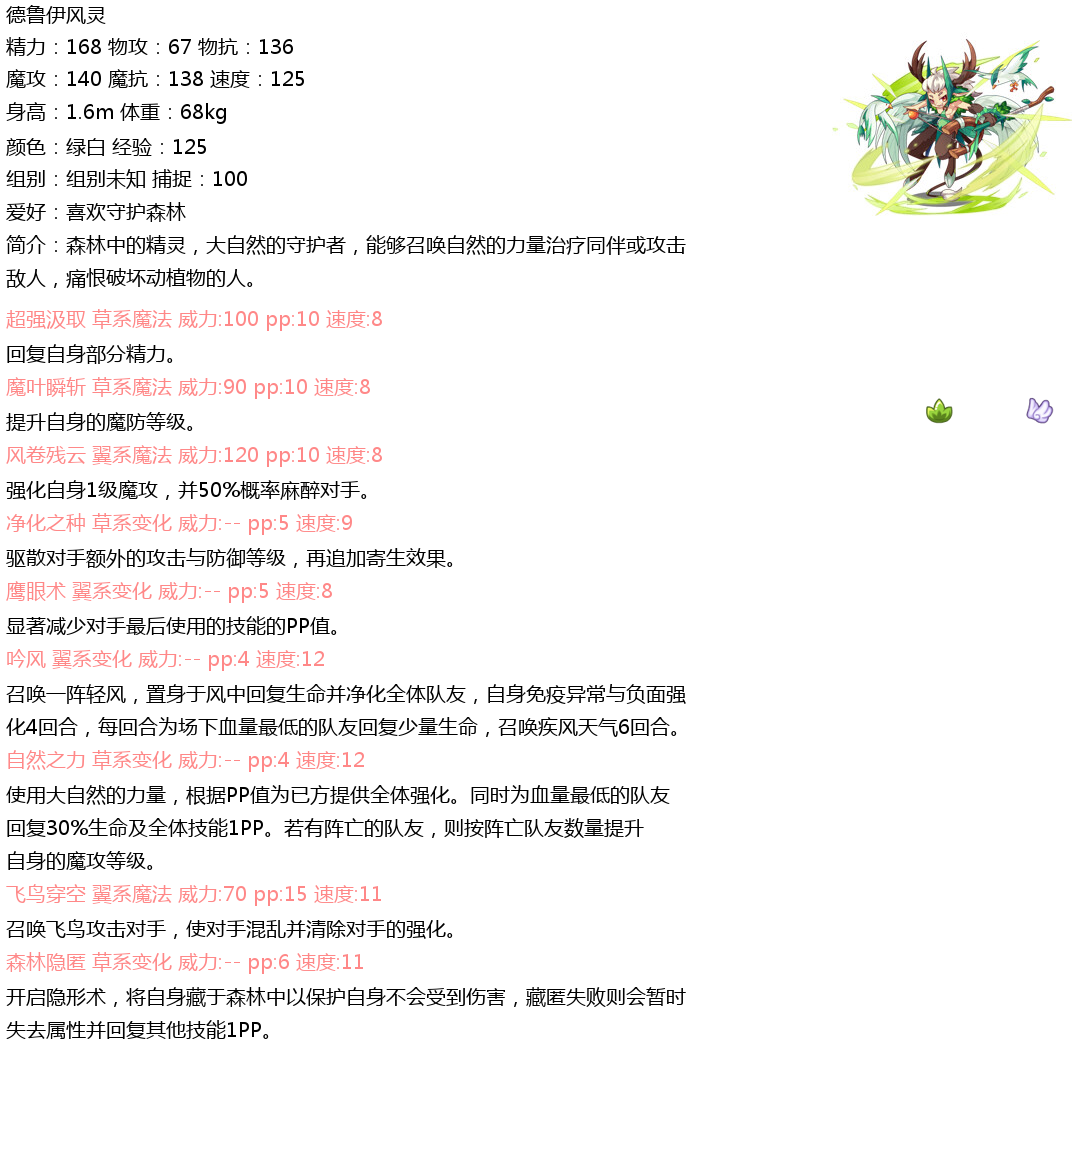 德鲁伊风灵
精力：168 物攻：67 物抗：136
魔攻：140 魔抗：138 速度：125
身高：1.6m 体重：68kg
颜色：绿白 经验：125
组别：组别未知 捕捉：100
爱好：喜欢守护森林
简介：森林中的精灵，大自然的守护者，能够召唤自然的力量治疗同伴或攻击
敌人，痛恨破坏动植物的人。
超强汲取 草系魔法 威力:100 pp:10 速度:8
回复自身部分精力。
魔叶瞬斩 草系魔法 威力:90 pp:10 速度:8
提升自身的魔防等级。
风卷残云 翼系魔法 威力:120 pp:10 速度:8
强化自身1级魔攻，并50%概率麻醉对手。
净化之种 草系变化 威力:-- pp:5 速度:9
驱散对手额外的攻击与防御等级，再追加寄生效果。
鹰眼术 翼系变化 威力:-- pp:5 速度:8
显著减少对手最后使用的技能的PP值。
吟风 翼系变化 威力:-- pp:4 速度:12
召唤一阵轻风，置身于风中回复生命并净化全体队友，自身免疫异常与负面强
化4回合，每回合为场下血量最低的队友回复少量生命，召唤疾风天气6回合。
自然之力 草系变化 威力:-- pp:4 速度:12
使用大自然的力量，根据PP值为已方提供全体强化。同时为血量最低的队友
回复30%生命及全体技能1PP。若有阵亡的队友，则按阵亡队友数量提升
自身的魔攻等级。
飞鸟穿空 翼系魔法 威力:70 pp:15 速度:11
召唤飞鸟攻击对手，使对手混乱并清除对手的强化。
森林隐匿 草系变化 威力:-- pp:6 速度:11
开启隐形术，将自身藏于森林中以保护自身不会受到伤害，藏匿失败则会暂时
失去属性并回复其他技能1PP。